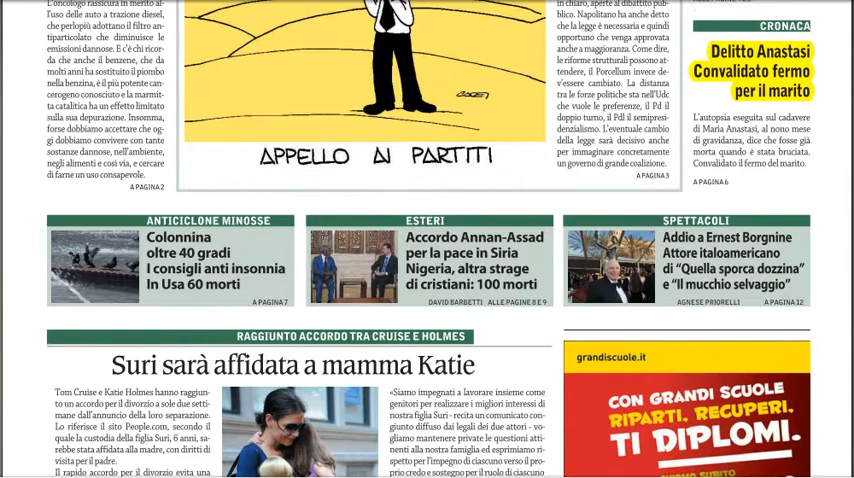 L'oncologo rassicura in merito al-
l'uso delle auto a trazione diesel,
che perlopiù adottano il filtro an-
tiparticolato che diminuisce le
emissioni dannose. E c'è chi ricor-
da che anche il benzene, che da
molti anni ha sostituito il piombo
nella benzina, è il più potente can-
cerogeno conosciuto e la marmit-
ta catalitica ha un effetto limitato
sulla sua depurazione. Insomma,
forse dobbiamo accettare che og-
gi dobbiamo convivere con tante
sostanze dannose, nell'ambiente,
negli alimenti e così via, e cercare
di farne un uso consapevole.
A PAGINA 2
APPELLO AI PARTITI
in chiaro, aperte al dibattito pub-
blico. Napolitano ha anche detto
che la legge è necessaria e quindi
opportuno che venga approvata
anche a maggioranza. Come dire,
le riforme strutturali possono at-
tendere, il Porcellum invece de-
v'essere cambiato. La distanza
tra le forze politiche sta nell'Udc
che vuole le preferenze, il Pd il
doppio turno, il Pdl il semipresi-
denzialismo. L'eventuale cambio
della legge sarà decisivo anche
per immaginare concretamente
un governo di grande coalizione.
A PAGINA 3
CRONACA
Delitto Anastasi
Convalidato fermo
per il marito
L'autopsia eseguita sul cadavere
di Maria Anastasi, al nono mese
di gravidanza, dice che fosse già
morta quando è stata bruciata.
Convalidato il fermo del marito.
A PAGINA 6
ANTICICLONE MINOSSE
Colonnina
oltre 40 gradi
I consigli anti insonnia
In Usa 60 morti
A PAGINA 7
ESTERI
Accordo Annan-Assad
per la pace in Siria
Nigeria, altra strage
di cristiani: 100 morti
DAVID BARBETTI ALLE PAGINE 8 E 9
SPETTACOLI
Addio a Ernest Borgnine
Attore italoamericano
di "Quella sporca dozzina"
e "Il mucchio selvaggio"
AGNESE PRIORELLI A PAGINA 12
RAGGIUNTO ACCORDO TRA CRUISE E HOLMES
Suri sarà affidata a mamma Katie
Tom Cruise e Katie Holmes hanno raggiun-
to un accordo per il divorzio a sole due setti-
mane dall'annuncio della loro separazione.
Lo riferisce il sito People.com, secondo il
quale la custodia della figlia Suri, 6 anni, sa-
rebbe stata affidata alla madre, con diritti di
visita per il padre.
Il rapido accordo per il divorzio evita una
«Siamo impegnati a lavorare insieme come
genitori per realizzare i migliori interessi di
nostra figlia Suri - recita un comunicato con-
giunto diffuso dai legali dei due attori - vo-
gliamo mantenere private le questioni atti-
nenti alla nostra famiglia ed esprimiamo ri-
spetto per l'impegno di ciascuno verso il pro-
prio credo e sostegno per il ruolo di ciascuno
grandiscuole.it
CON GRANDI SCUOLE
RIPARTI. RECUPERI.
TI DIPLOMI.
CHIAMO SUBITO